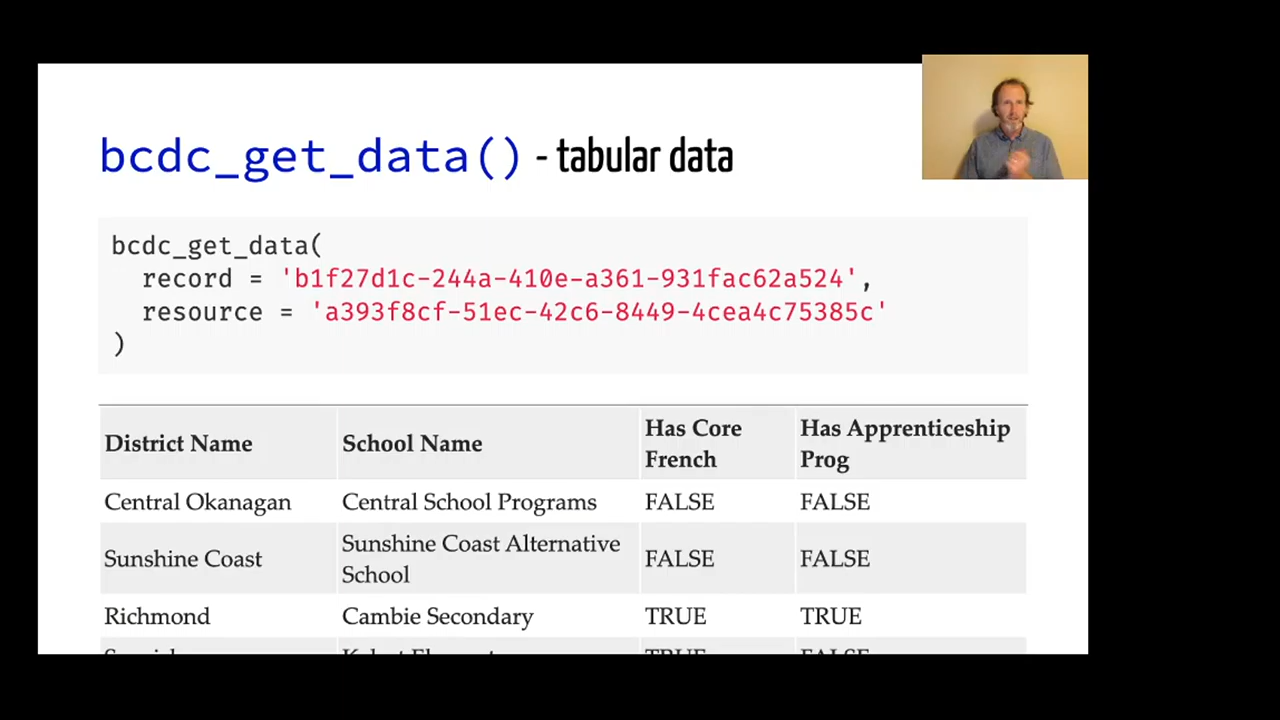 bcdc_get_data() - tabular data
bcdc_get_data(
record = 'b1f27d1c-244a-410e-a361-931fac62a524',
resource = 'a393f8cf-51ec-42c6-8449-4cea4c75385c'
)
District Name School Name Has Core French Has Apprenticeship Prog
Central Okanagan Central School Programs FALSE FALSE
Sunshine Coast Sunshine Coast Alternative School FALSE FALSE
Richmond Cambie Secondary TRUE TRUE
TRUE FALSE